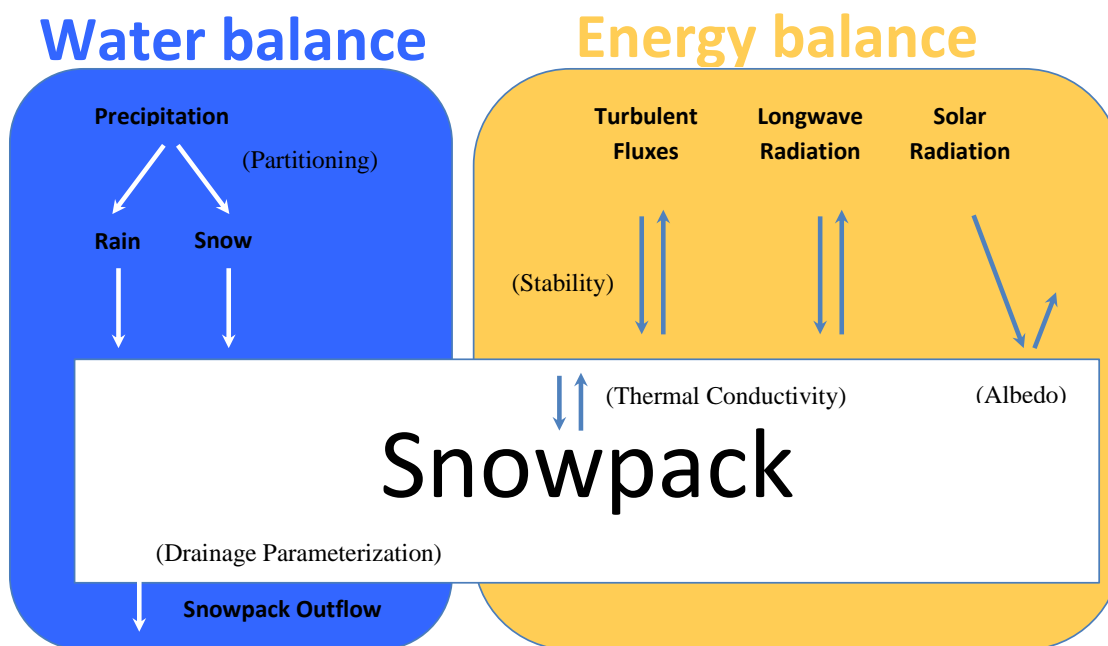 Water balance
Energy balance
Precipitation
(Partitioning)
Rain
Snow
Turbulent
Fluxes
Longwave
Radiation
Solar
Radiation
(Stability)
(Thermal Conductivity)
(Albedo)
Snowpack
(Drainage Parameterization)
Snowpack Outflow